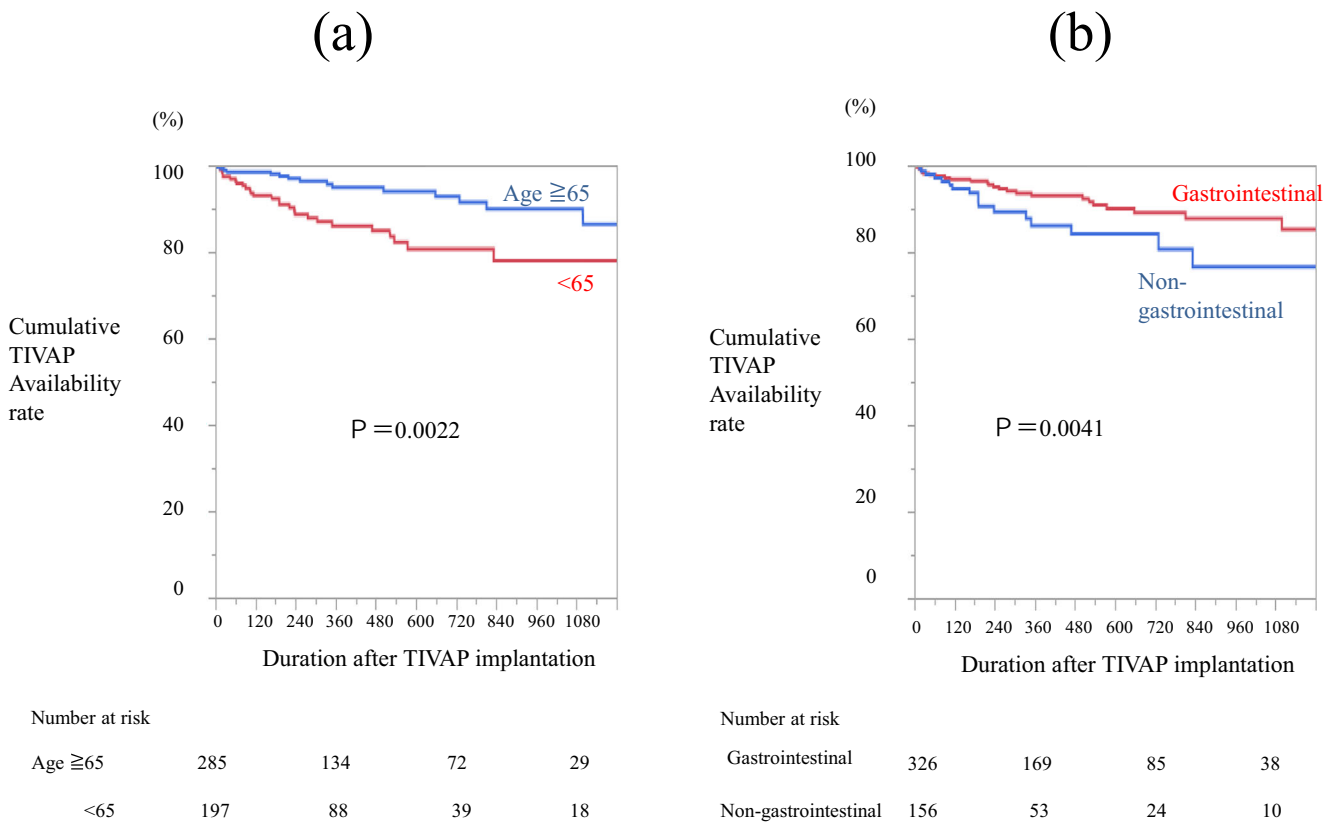 (a)
(%)
100
80
60
40
20
0
Age ≧65
<65
Cumulative
TIVAP
Availability
rate
P＝0.0022
0 120 240 360 480 600 720 840 960 1080
Duration after TIVAP implantation
Number at risk
Age ≧65 285 134 72 29
<65 197 88 39 18
(b)
(%)
100
80
60
40
20
0
Gastrointestinal
Non-
gastrointestinal
Cumulative
TIVAP
Availability
rate
P＝0.0041
0 120 240 360 480 600 720 840 960 1080
Duration after TIVAP implantation
Number at risk
Gastrointestinal 326 169 85 38
Non-gastrointestinal 156 53 24 10